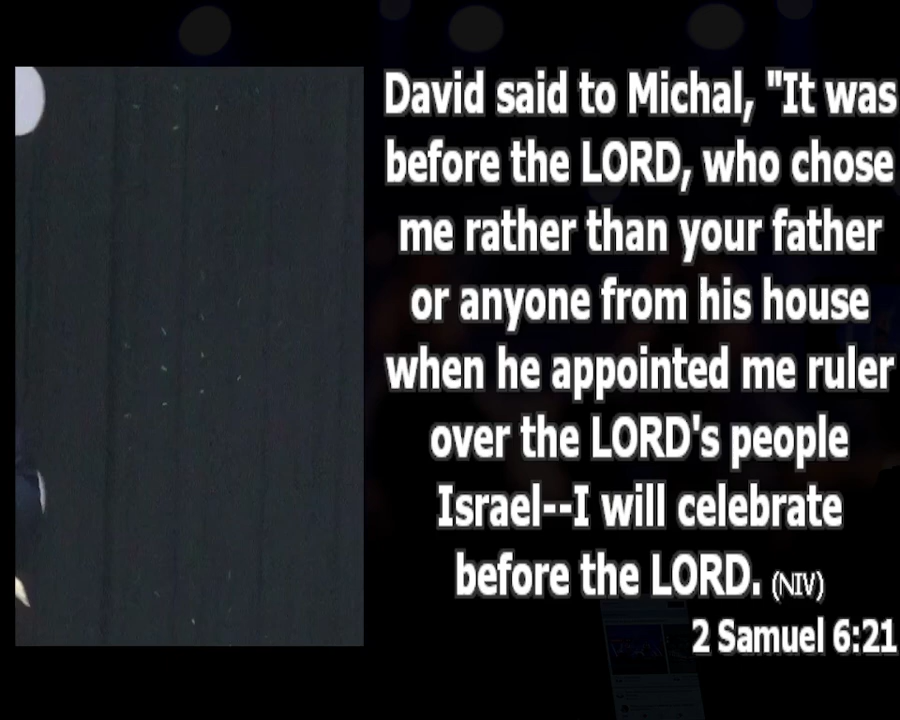 David said to Michal, "It was
before the LORD, who chose
me rather than your father
or anyone from his house
when he appointed me ruler
over the LORD's people
Israel--I will celebrate
before the LORD. (NIV)
2 Samuel 6:21